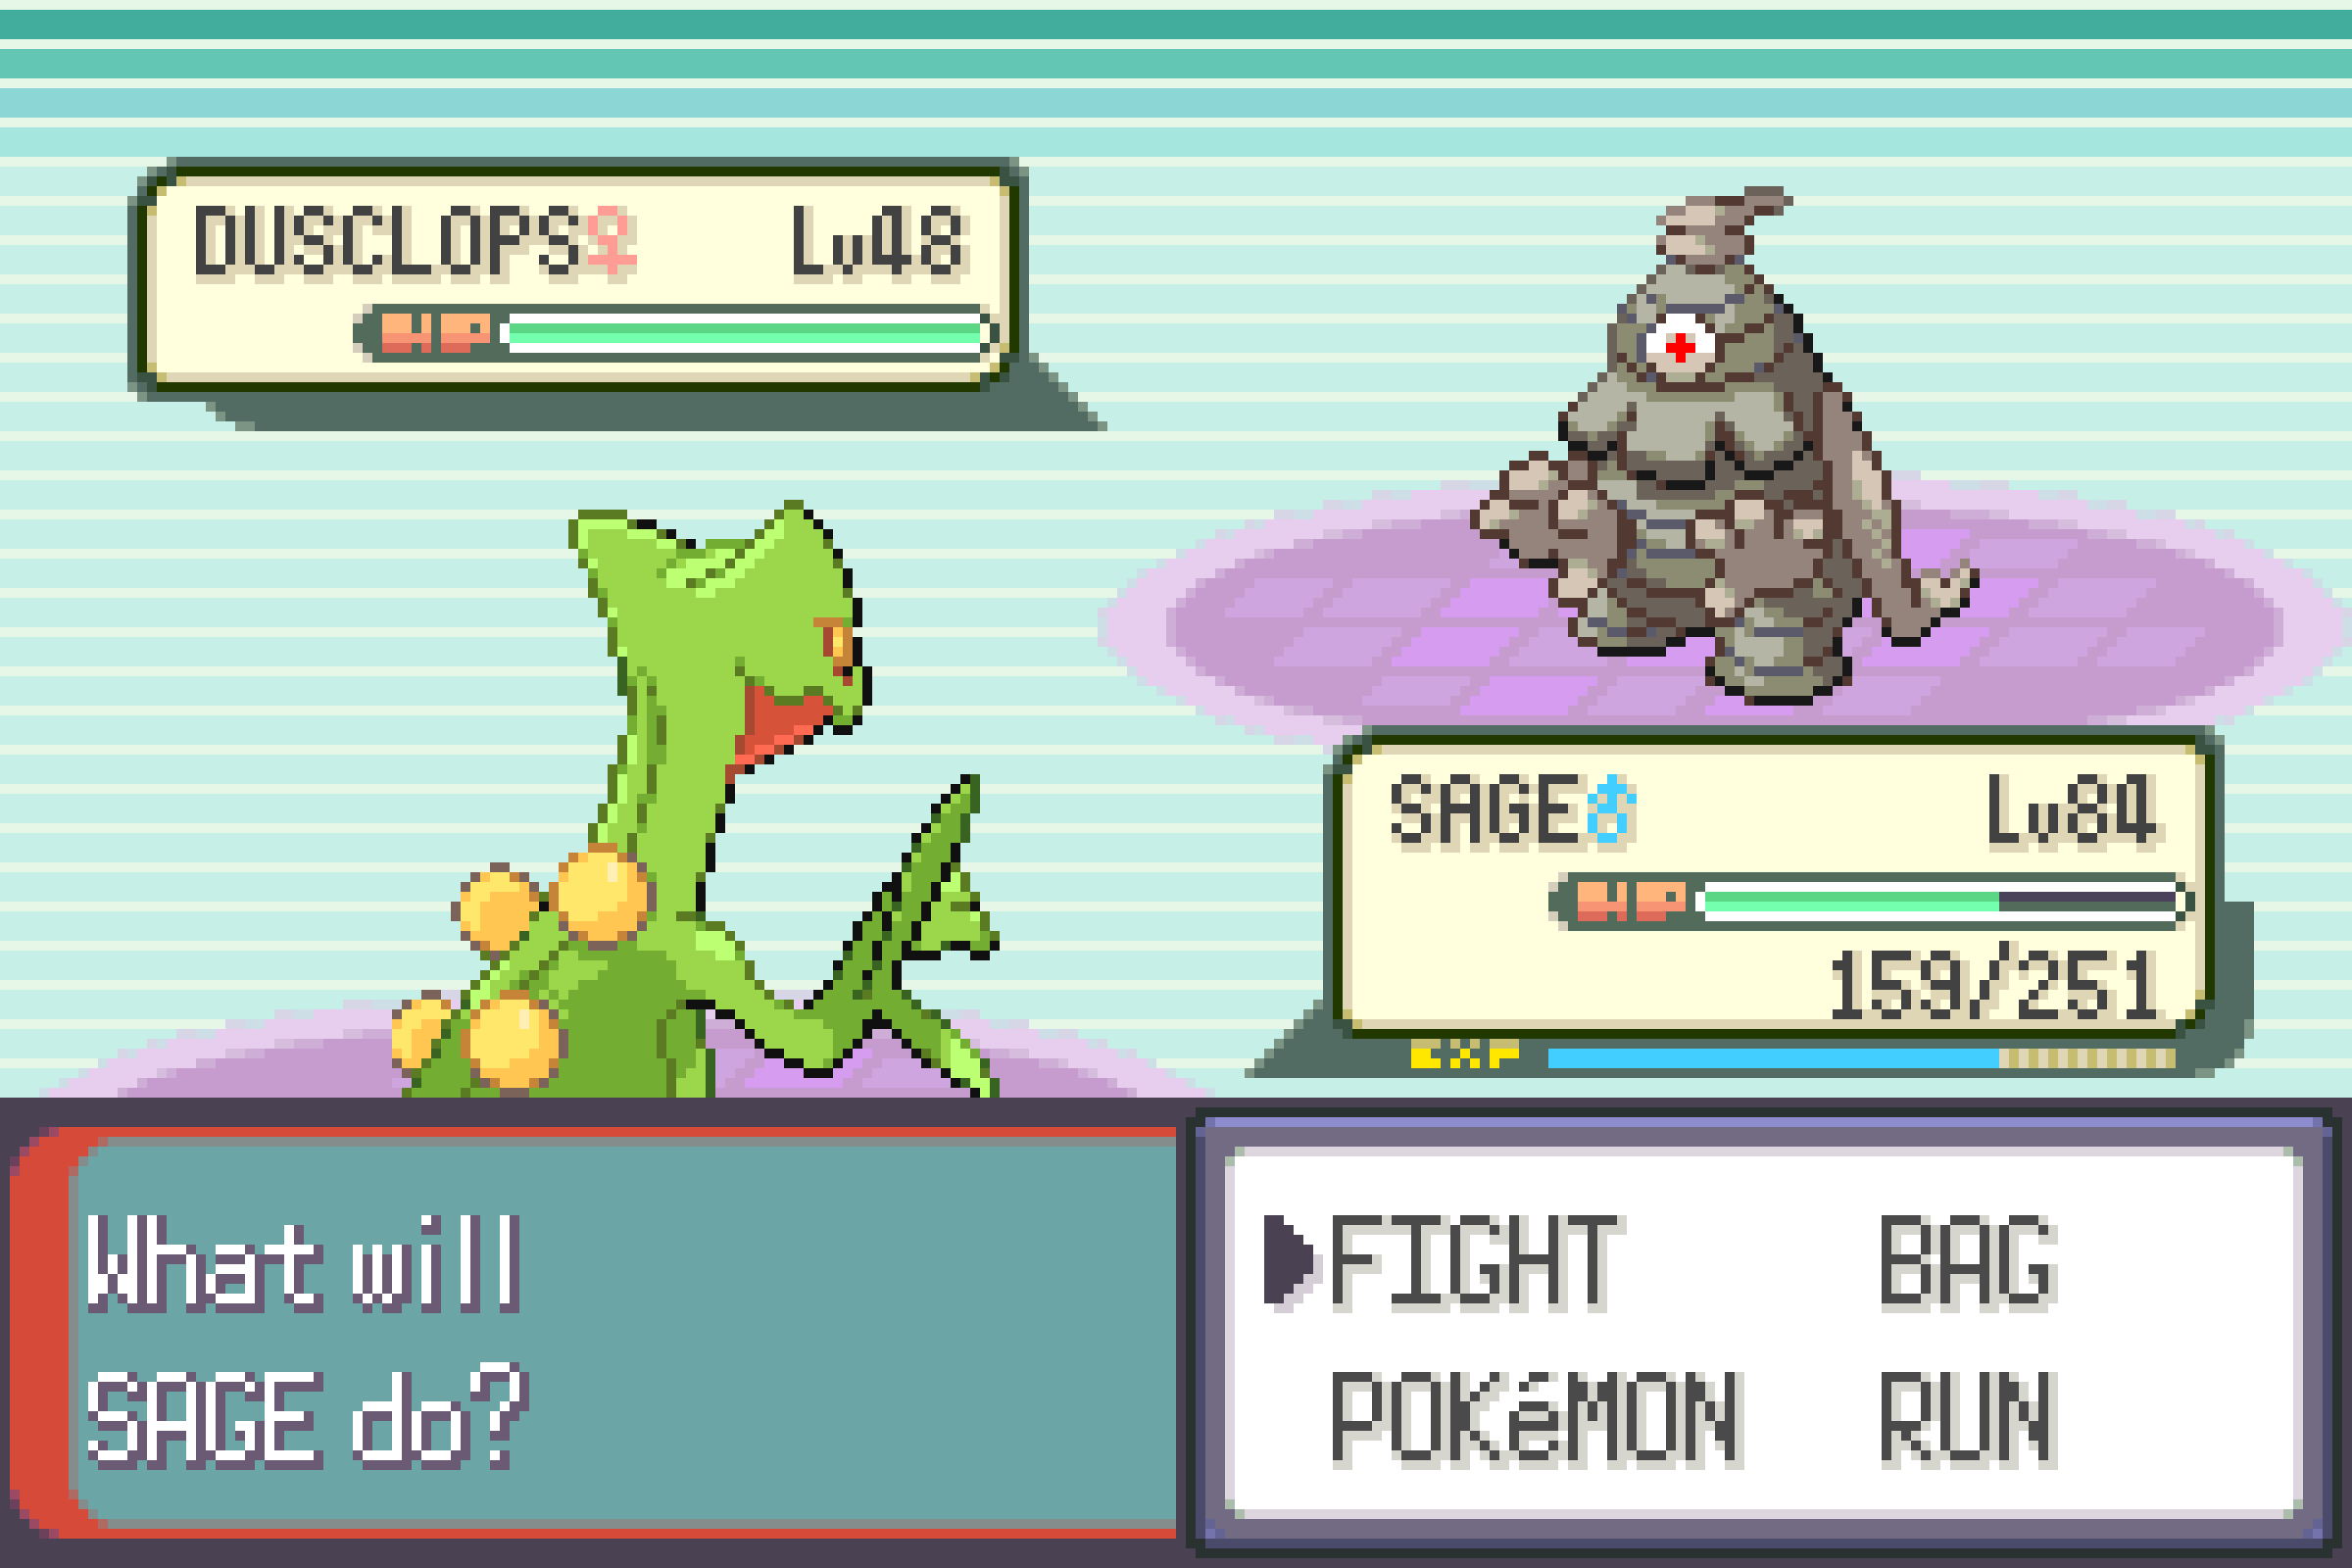 DUSCLOPS♀ Lv48
HP
SAGE♂ Lv84
HP
159/251
EXP
What will
SAGE do?
FIGHT BAG
POKéMON RUN